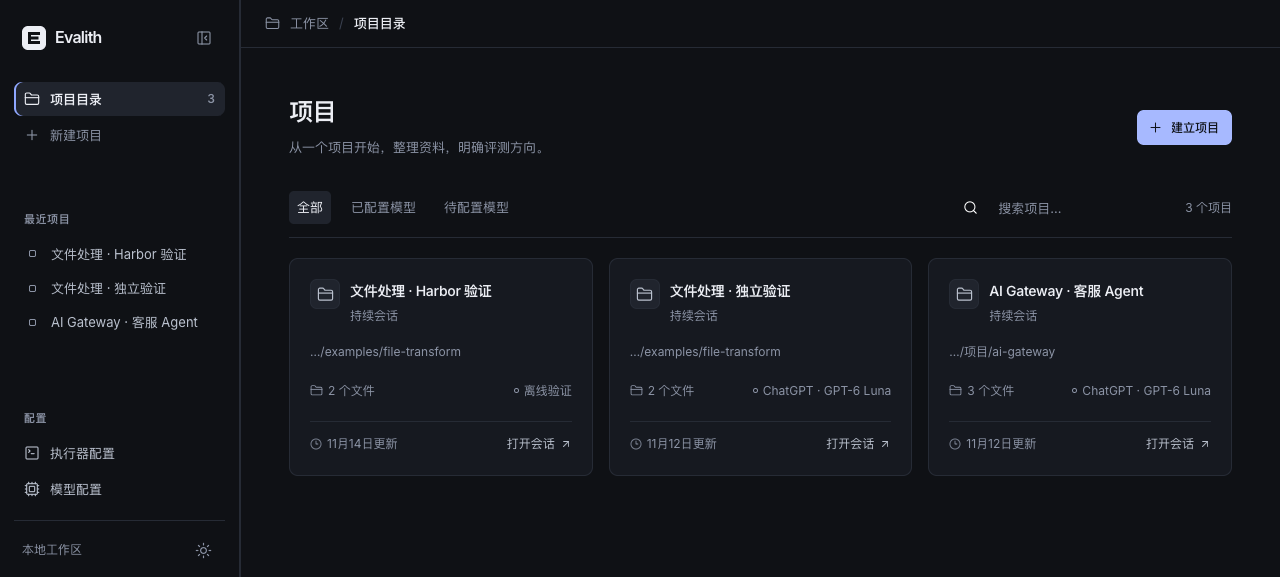 Evalith
项目目录 3
新建项目
最近项目
文件处理 · Harbor 验证
文件处理 · 独立验证
AI Gateway · 客服 Agent
配置
执行器配置
模型配置
本地工作区
工作区 / 项目目录
项目
从一个项目开始，整理资料，明确评测方向。
建立项目
全部 已配置模型 待配置模型
搜索项目... 3 个项目
文件处理 · Harbor 验证
持续会话
.../examples/file-transform
2 个文件 离线验证
11月14日更新 打开会话
文件处理 · 独立验证
持续会话
.../examples/file-transform
2 个文件 ChatGPT · GPT-6 Luna
11月12日更新 打开会话
AI Gateway · 客服 Agent
持续会话
.../项目/ai-gateway
3 个文件 ChatGPT · GPT-6 Luna
11月12日更新 打开会话